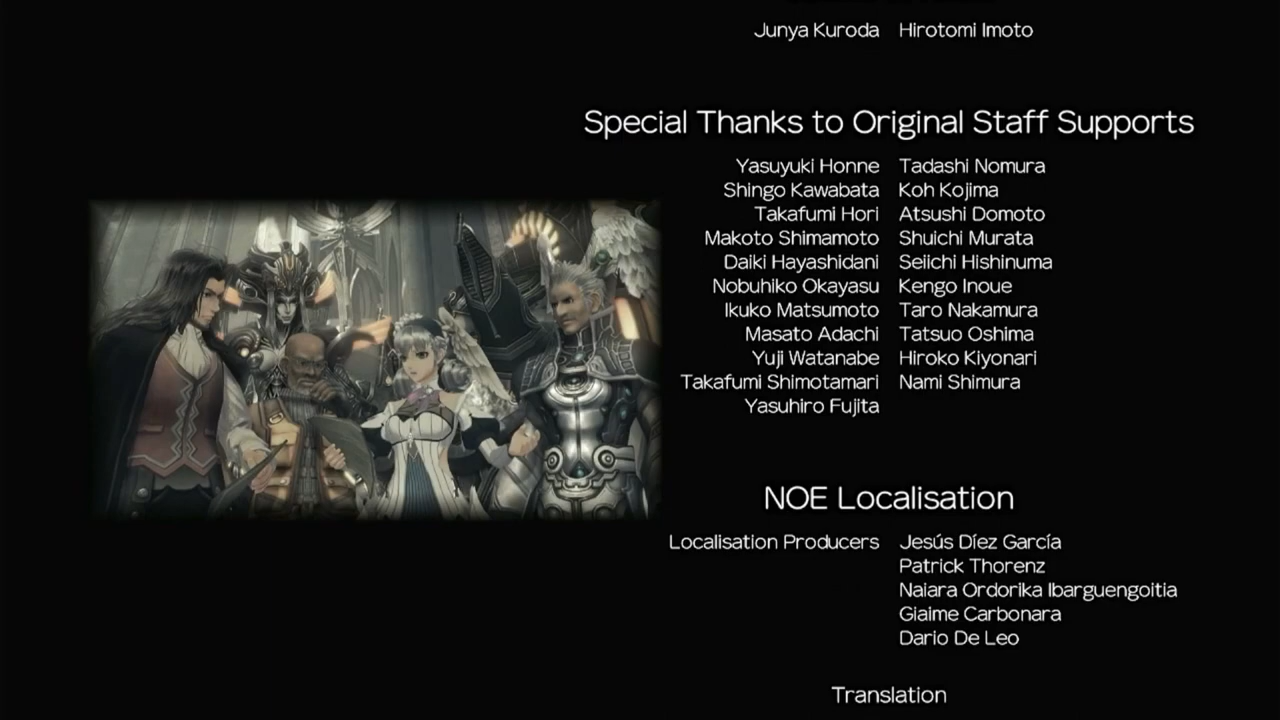 Junya Kuroda Hirotomi Imoto
Special Thanks to Original Staff Supports
Yasuyuki Honne Tadashi Nomura
Shingo Kawabata Koh Kojima
Takafumi Hori Atsushi Domoto
Makoto Shimamoto Shuichi Murata
Daiki Hayashidani Seiichi Hishinuma
Nobuhiko Okayasu Kengo Inoue
Ikuko Matsumoto Taro Nakamura
Masato Adachi Tatsuo Oshima
Yuji Watanabe Hiroko Kiyonari
Takafumi Shimotamari Nami Shimura
Yasuhiro Fujita
NOE Localisation
Localisation Producers Jesús Díez García
Patrick Thorenz
Naiara Ordorika Ibarguengoitia
Giaime Carbonara
Dario De Leo
Translation